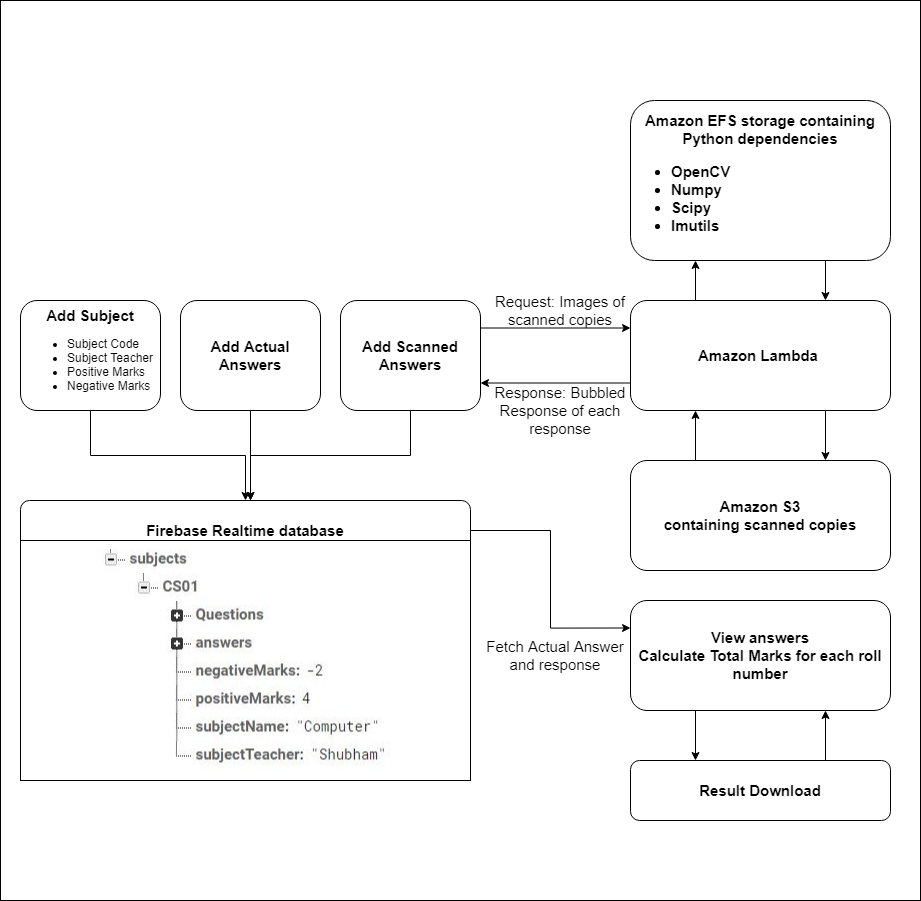 Amazon EFS storage containing
Python dependencies
OpenCV
Numpy
Scipy
Imutils
Add Subject
Subject Code
Subject Teacher
Positive Marks
Negative Marks
Add Actual
Answers
Add Scanned
Answers
Request: Images of
scanned copies
Amazon Lambda
Response: Bubbled
Response of each
response
Amazon S3
containing scanned copies
Firebase Realtime database
subjects
CS01
Questions
answers
negativeMarks: -2
positiveMarks: 4
subjectName: "Computer"
subjectTeacher: "Shubham"
Fetch Actual Answer
and response
View answers
Calculate Total Marks for each roll
number
Result Download